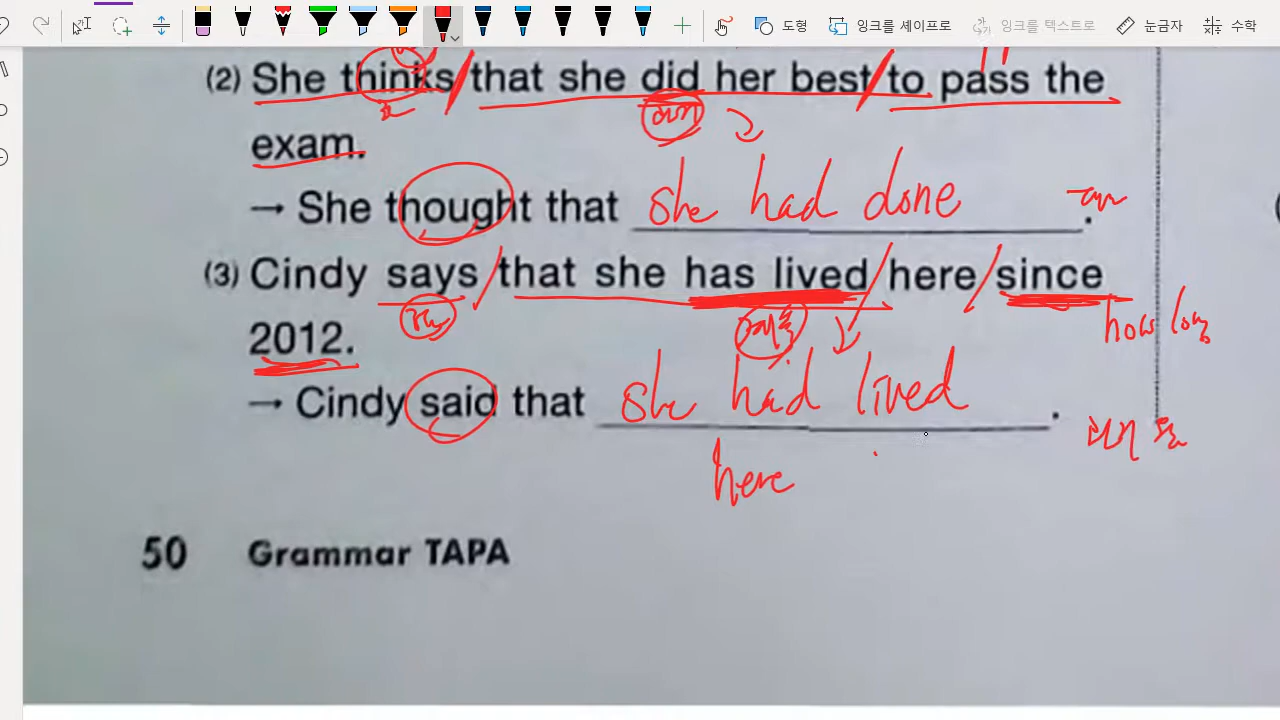 도형 잉크를 셰이프로 잉크를 텍스트로 눈금자 수학
(2) She thinks that she did her best to pass the
exam.
→ She thought that she had done .
(3) Cindy says that she has lived here since
2012.
how long
→ Cindy said that she had lived .
here
50 Grammar TAPA